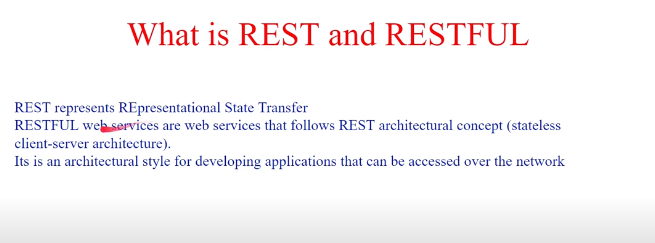 What is REST and RESTFUL
REST represents REpresentational State Transfer
RESTFUL web services are web services that follows REST architectural concept (stateless
client-server architecture).
Its is an architectural style for developing applications that can be accessed over the network